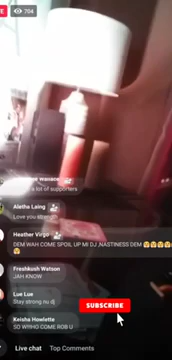 704
a lot of supporters
Aletha Laing
Love you strength
Heather Virgo
DEM WAH COME SPOIL UP MI DJ ,NASTINESS DEM
Freshkush Watson
JAH KNOW
Lue Lue
Stay strong nu dj
SUBSCRIBE
Keisha Howlette
SO WHHO COME ROB U
Live chat Top Comments